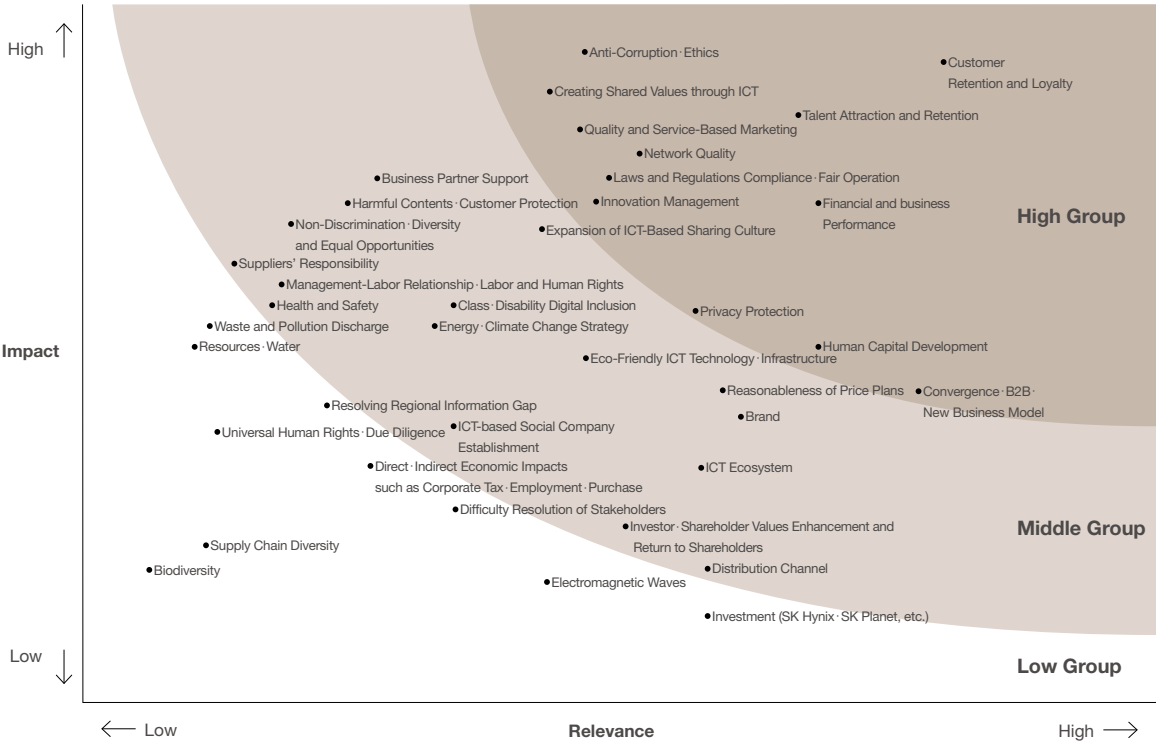 High
Anti-Corruption·Ethics
Customer
Retention and Loyalty
Creating Shared Values through ICT
Talent Attraction and Retention
Quality and Service-Based Marketing
Network Quality
Business Partner Support
Laws and Regulations Compliance·Fair Operation
Harmful Contents·Customer Protection
Innovation Management
Financial and business
Performance
High Group
Non-Discrimination·Diversity
and Equal Opportunities
Expansion of ICT-Based Sharing Culture
Suppliers' Responsibility
Management-Labor Relationship·Labor and Human Rights
Health and Safety
Class·Disability Digital Inclusion
Privacy Protection
Waste and Pollution Discharge
Energy·Climate Change Strategy
Impact
Resources·Water
Human Capital Development
Eco-Friendly ICT Technology·Infrastructure
Reasonableness of Price Plans
Convergence·B2B·
New Business Model
Resolving Regional Information Gap
Brand
Universal Human Rights·Due Diligence
ICT-based Social Company
Establishment
Direct·Indirect Economic Impacts
such as Corporate Tax·Employment·Purchase
ICT Ecosystem
Difficulty Resolution of Stakeholders
Investor·Shareholder Values Enhancement and
Return to Shareholders
Middle Group
Supply Chain Diversity
Biodiversity
Distribution Channel
Electromagnetic Waves
Investment (SK Hynix·SK Planet, etc.)
Low
Low Group
Low
Relevance
High